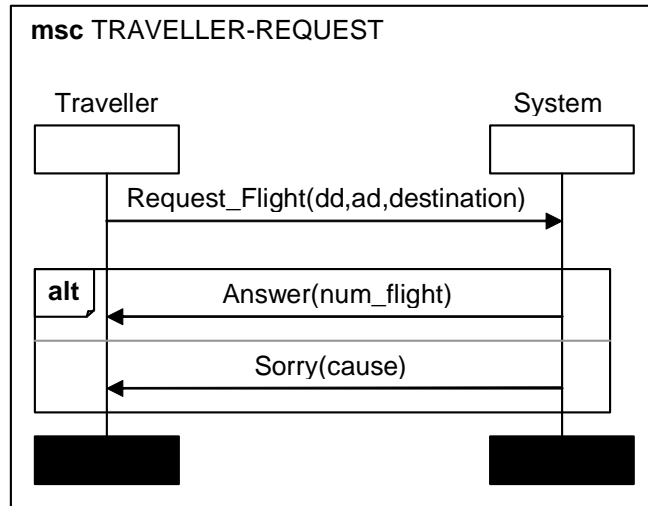 msc TRAVELLER-REQUEST
Traveller System
Request_Flight(dd,ad,destination)
alt Answer(num_flight)
Sorry(cause)